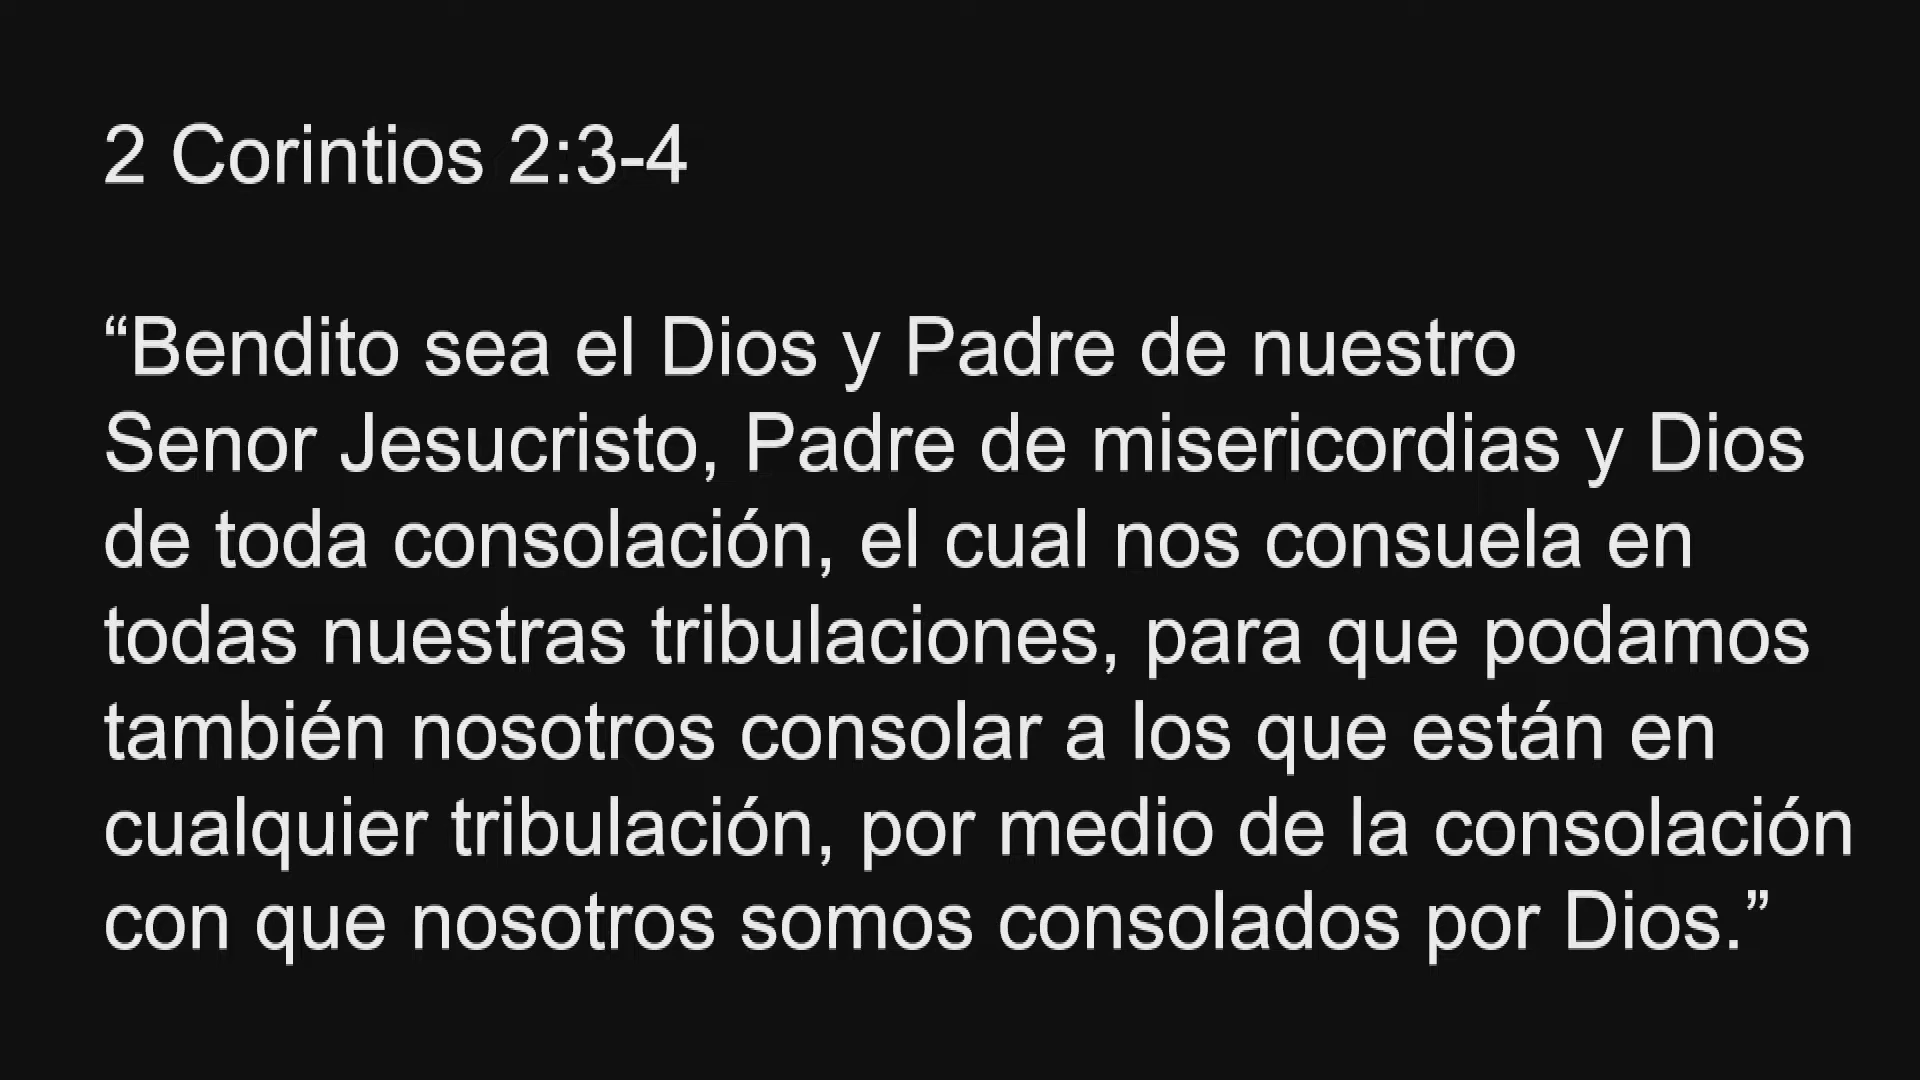 2 Corintios 2:3-4
“Bendito sea el Dios y Padre de nuestro
Senor Jesucristo, Padre de misericordias y Dios
de toda consolación, el cual nos consuela en
todas nuestras tribulaciones, para que podamos
también nosotros consolar a los que están en
cualquier tribulación, por medio de la consolación
con que nosotros somos consolados por Dios.”